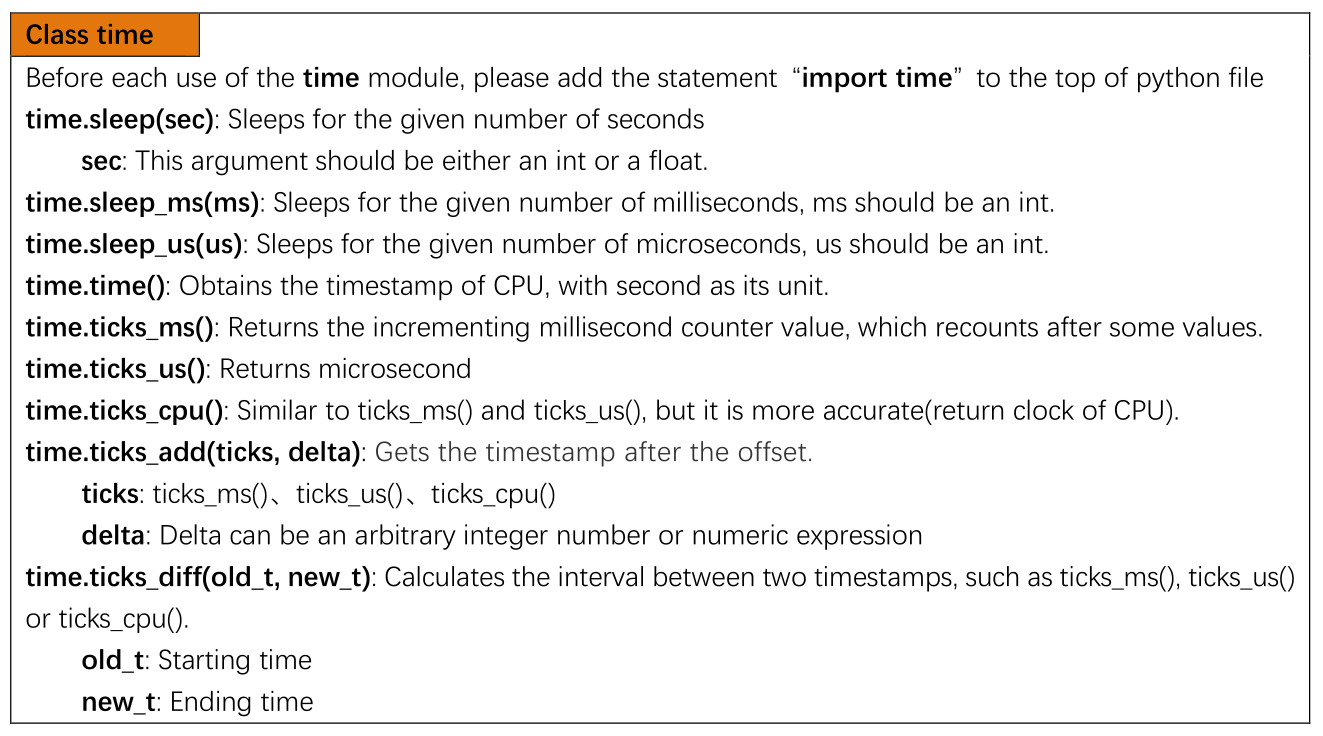 Class time
Before each use of the time module, please add the statement “import time” to the top of python file
time.sleep(sec): Sleeps for the given number of seconds
sec: This argument should be either an int or a float.
time.sleep_ms(ms): Sleeps for the given number of milliseconds, ms should be an int.
time.sleep_us(us): Sleeps for the given number of microseconds, us should be an int.
time.time(): Obtains the timestamp of CPU, with second as its unit.
time.ticks_ms(): Returns the incrementing millisecond counter value, which recounts after some values.
time.ticks_us(): Returns microsecond
time.ticks_cpu(): Similar to ticks_ms() and ticks_us(), but it is more accurate(return clock of CPU).
time.ticks_add(ticks, delta): Gets the timestamp after the offset.
ticks: ticks_ms()、ticks_us()、ticks_cpu()
delta: Delta can be an arbitrary integer number or numeric expression
time.ticks_diff(old_t, new_t): Calculates the interval between two timestamps, such as ticks_ms(), ticks_us()
or ticks_cpu().
old_t: Starting time
new_t: Ending time